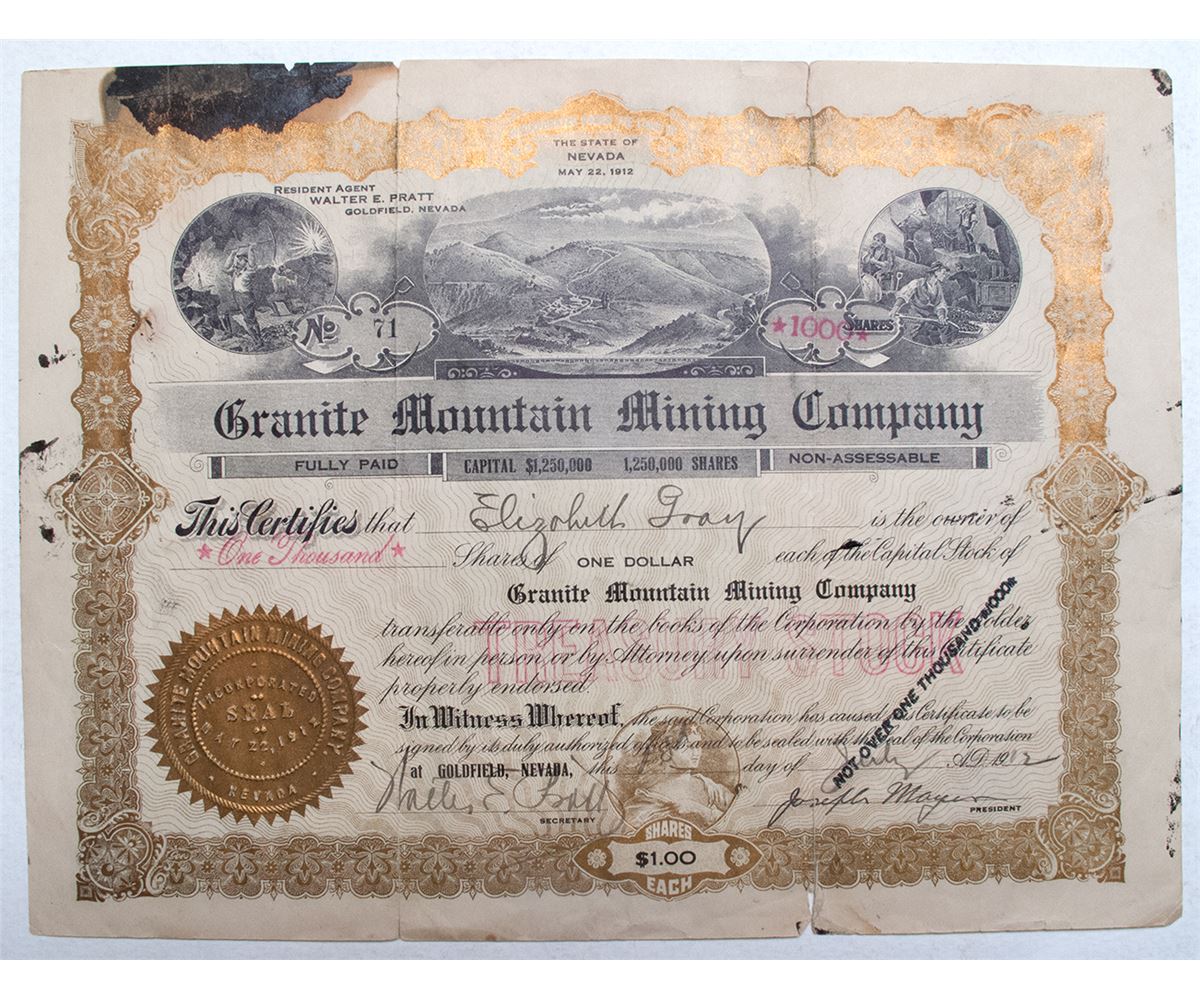 THE STATE OF
NEVADA
MAY 22, 1912
RESIDENT AGENT
WALTER E. PRATT
GOLDFIELD, NEVADA
No 71
★1000★ SHARES
Granite Mountain Mining Company
FULLY PAID CAPITAL $1,250,000 1,250,000 SHARES NON-ASSESSABLE
This Certifies that Elizabeth Gray is the owner of
★One Thousand★ Shares of ONE DOLLAR each of the Capital Stock of
Granite Mountain Mining Company
TREASURY STOCK
transferable only on the books of the Corporation by the holder
hereof in person or by Attorney upon surrender of this Certificate
properly endorsed.
In Witness Whereof, the said Corporation has caused this Certificate to be
signed by its duly authorized officers and to be sealed with the Seal of the Corporation
at GOLDFIELD, NEVADA, this day of July A.D. 1912
NOT OVER ONE THOUSAND $1000$
Walter E. Pratt
SECRETARY
Joseph Mayer
PRESIDENT
GRANITE MOUNTAIN MINING COMPANY
INCORPORATED
SEAL
MAY 22, 1912
NEVADA
SHARES
$1.00
EACH